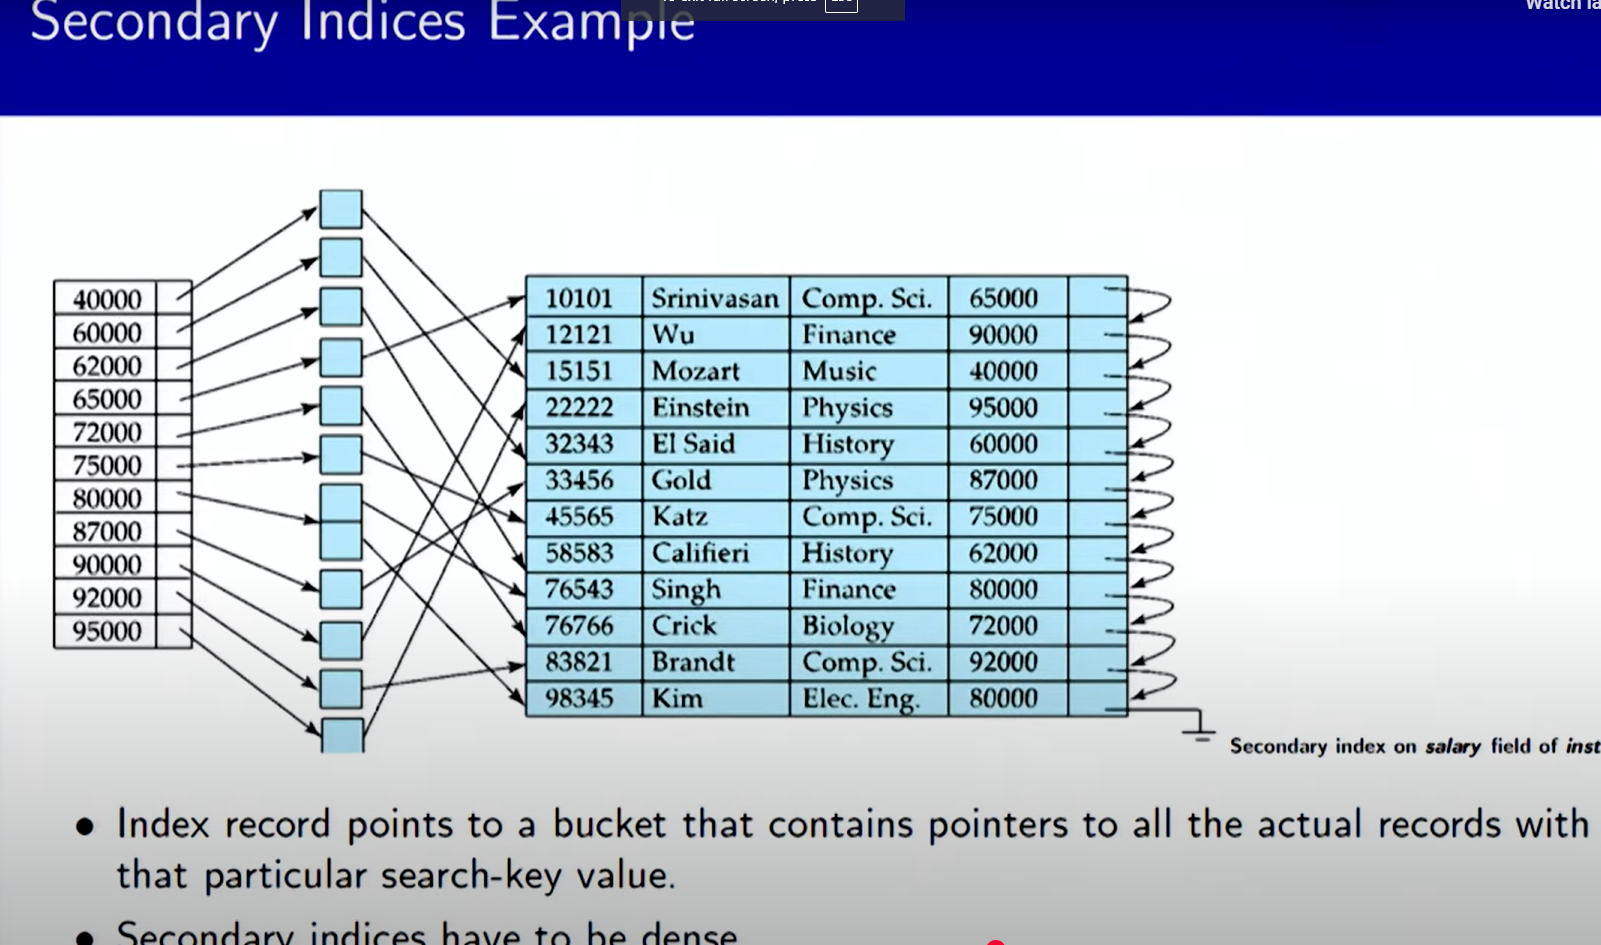 Secondary Indices Example
40000
60000
62000
65000
72000
75000
80000
87000
90000
92000
95000
10101 Srinivasan Comp. Sci. 65000
12121 Wu Finance 90000
15151 Mozart Music 40000
22222 Einstein Physics 95000
32343 El Said History 60000
33456 Gold Physics 87000
45565 Katz Comp. Sci. 75000
58583 Califieri History 62000
76543 Singh Finance 80000
76766 Crick Biology 72000
83821 Brandt Comp. Sci. 92000
98345 Kim Elec. Eng. 80000
Secondary index on salary field of inst
• Index record points to a bucket that contains pointers to all the actual records with
that particular search-key value.
• Secondary indices have to be dense